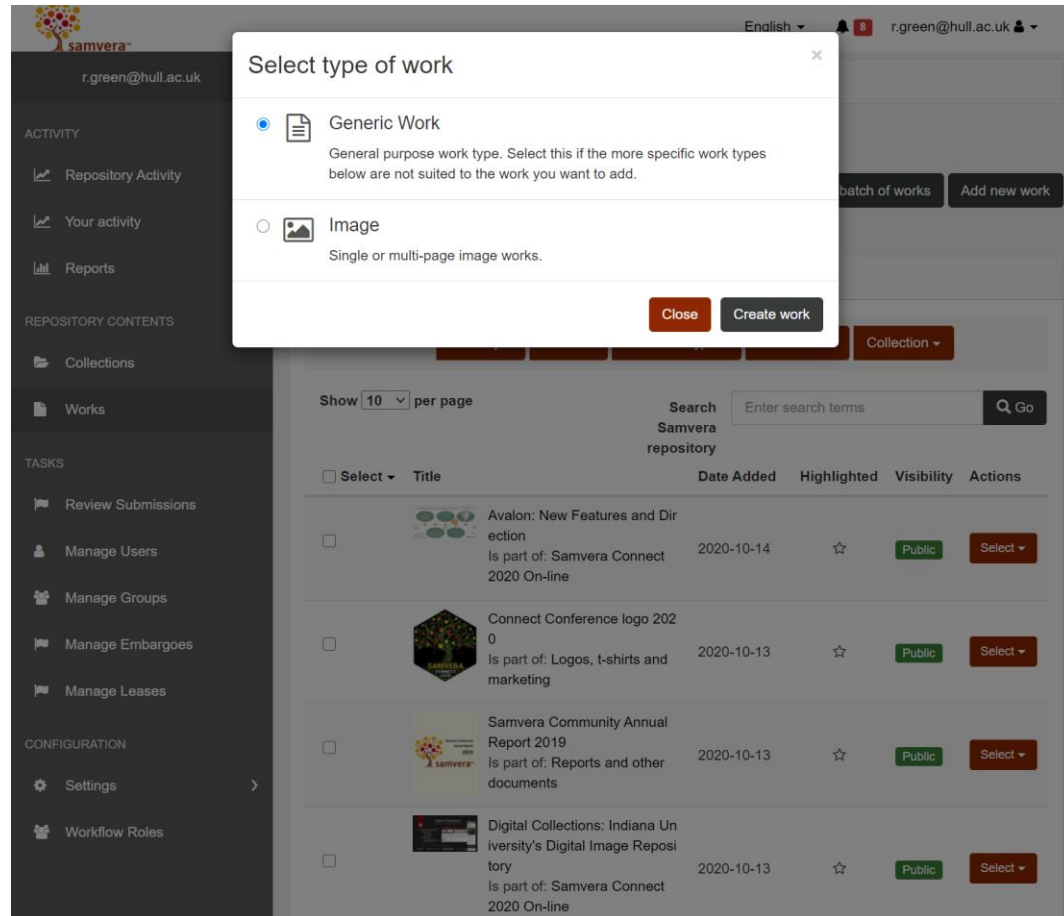 samvera™
English
8
r.green@hull.ac.uk
r.green@hull.ac.uk
ACTIVITY
Repository Activity
Your activity
Reports
REPOSITORY CONTENTS
Collections
Works
TASKS
Review Submissions
Manage Users
Manage Groups
Manage Embargoes
Manage Leases
CONFIGURATION
Settings
Workflow Roles
Select type of work
×
Generic Work
General purpose work type. Select this if the more specific work types
below are not suited to the work you want to add.
Image
Single or multi-page image works.
Close
Create work
batch of works
Add new work
Collection
Show 10 per page
Search
Samvera
repository
Enter search terms
Go
Select Title Date Added Highlighted Visibility Actions
Avalon: New Features and Dir
ection
Is part of: Samvera Connect
2020 On-line
2020-10-14
Public
Select
Connect Conference logo 202
0
Is part of: Logos, t-shirts and
marketing
SAMVERA
2020-10-13
Public
Select
Samvera Community Annual
Report 2019
Is part of: Reports and other
documents
samvera
2020-10-13
Public
Select
Digital Collections: Indiana Un
iversity's Digital Image Reposi
tory
Is part of: Samvera Connect
2020 On-line
2020-10-13
Public
Select